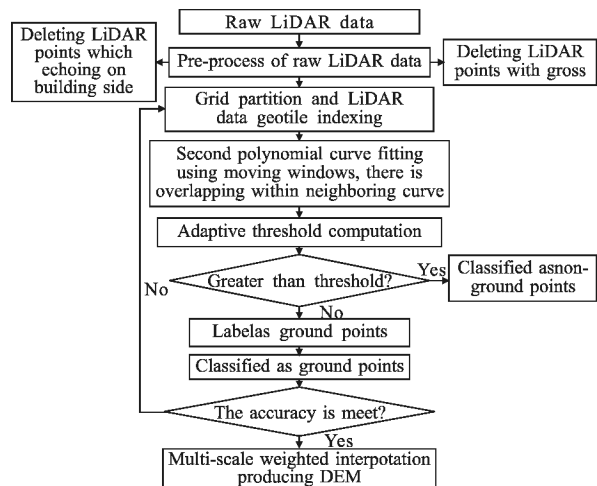 Raw LiDAR data
Deleting LiDAR
points which
echoing on
building side
Pre-process of raw LiDAR data
Deleting LiDAR
points with gross
Grid partition and LiDAR
data geotile indexing
Second polynomial curve fitting
using moving windows, there is
overlapping within neighboring curve
Adaptive threshold computation
Greater than threshold?
Yes
Classified asnon-
ground points
No
No
Labelas ground points
Classified as ground points
The accuracy is meet?
Yes
Multi-scale weighted interpotation
producing DEM